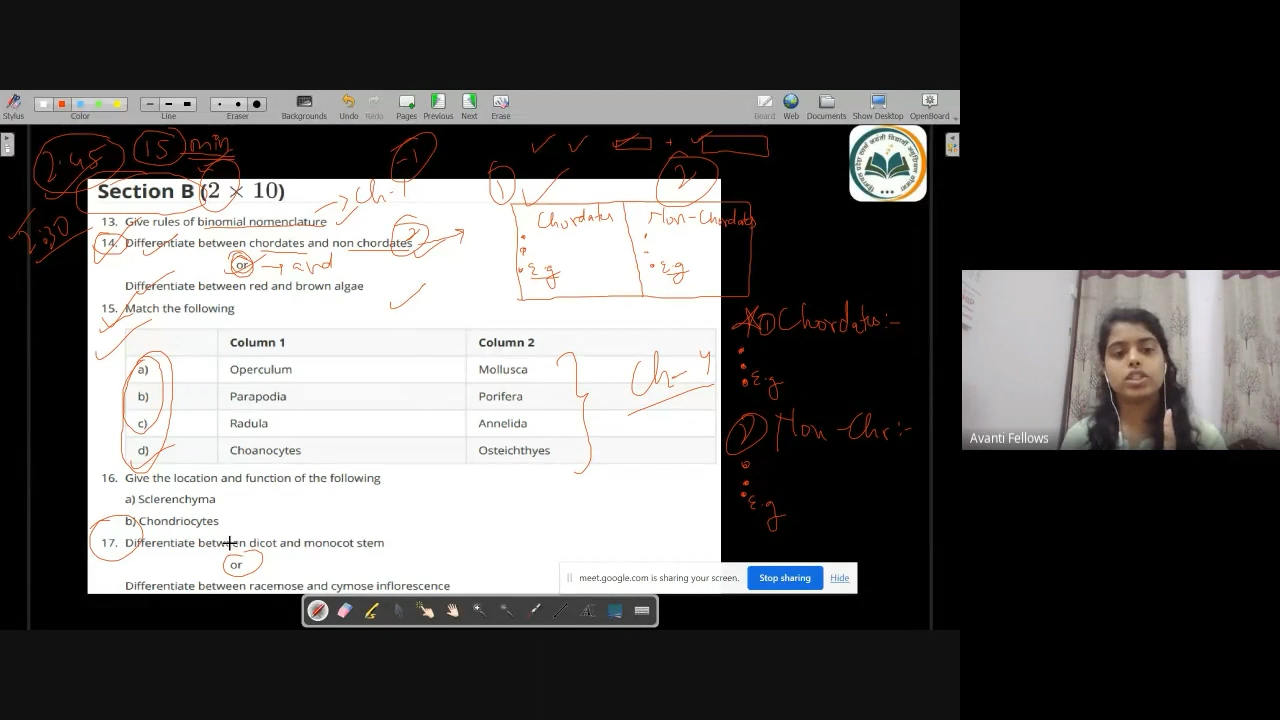 Stylus
Color
Line
Eraser
Backgrounds
Undo
Redo
Pages
Previous
Next
Erase
Board
Web
Documents
Show Desktop
OpenBoard
2.45
15 min
-1
+
Section B (2 × 10)
ch-1
1
2
2:30
13. Give rules of binomial nomenclature
14. Differentiate between chordates and non chordates
2
or → and
Differentiate between red and brown algae
Chordates
Non-Chordates
E.g
E.g
15. Match the following
Column 1 Column 2
a) Operculum Mollusca
b) Parapodia Porifera
c) Radula Annelida
d) Choanocytes Osteichthyes
Ch-4
① Chordates:-
E.g
② Non-Chr:-
E.g
16. Give the location and function of the following
a) Sclerenchyma
b) Chondriocytes
17. Differentiate between dicot and monocot stem
or
Differentiate between racemose and cymose inflorescence
meet.google.com is sharing your screen.
Stop sharing
Hide
Avanti Fellows